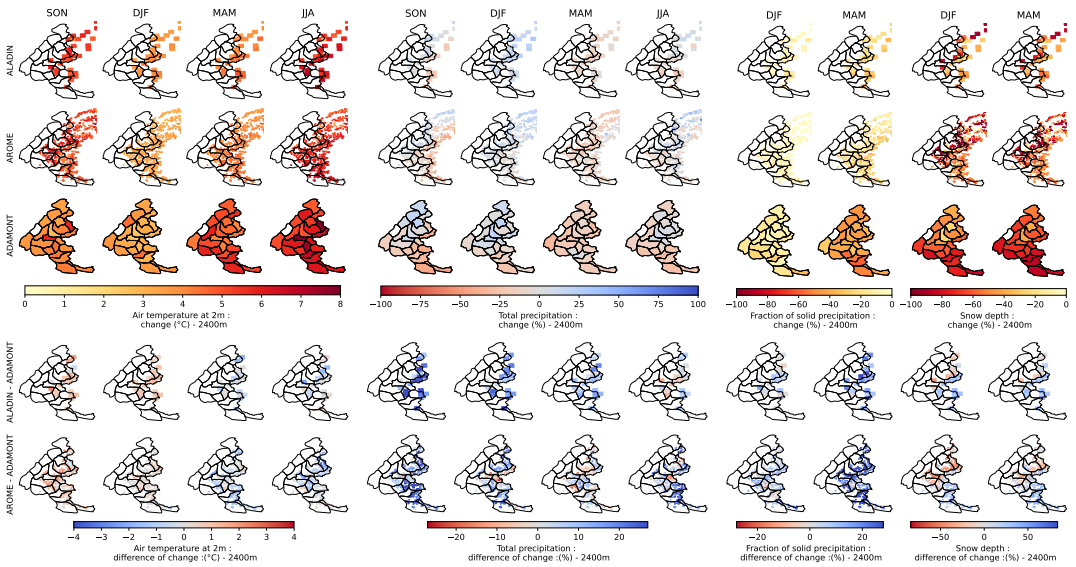 SON DJF MAM JJA SON DJF MAM JJA DJF MAM DJF MAM
ALADIN
AROME
ADAMONT
0 1 2 3 4 5 6 7 8
Air temperature at 2m :
change (°C) - 2400m
−100 −75 −50 −25 0 25 50 75 100
Total precipitation :
change (%) - 2400m
−100 −80 −60 −40 −20 0
Fraction of solid precipitation :
change (%) - 2400m
−100 −80 −60 −40 −20 0
Snow depth :
change (%) - 2400m
ALADIN - ADAMONT
AROME - ADAMONT
−4 −3 −2 −1 0 1 2 3 4
Air temperature at 2m :
difference of change :(°C) - 2400m
−20 −10 0 10 20
Total precipitation :
difference of change :(%) - 2400m
−20 0 20
Fraction of solid precipitation :
difference of change :(%) - 2400m
−50 0 50
Snow depth :
difference of change :(%) - 2400m